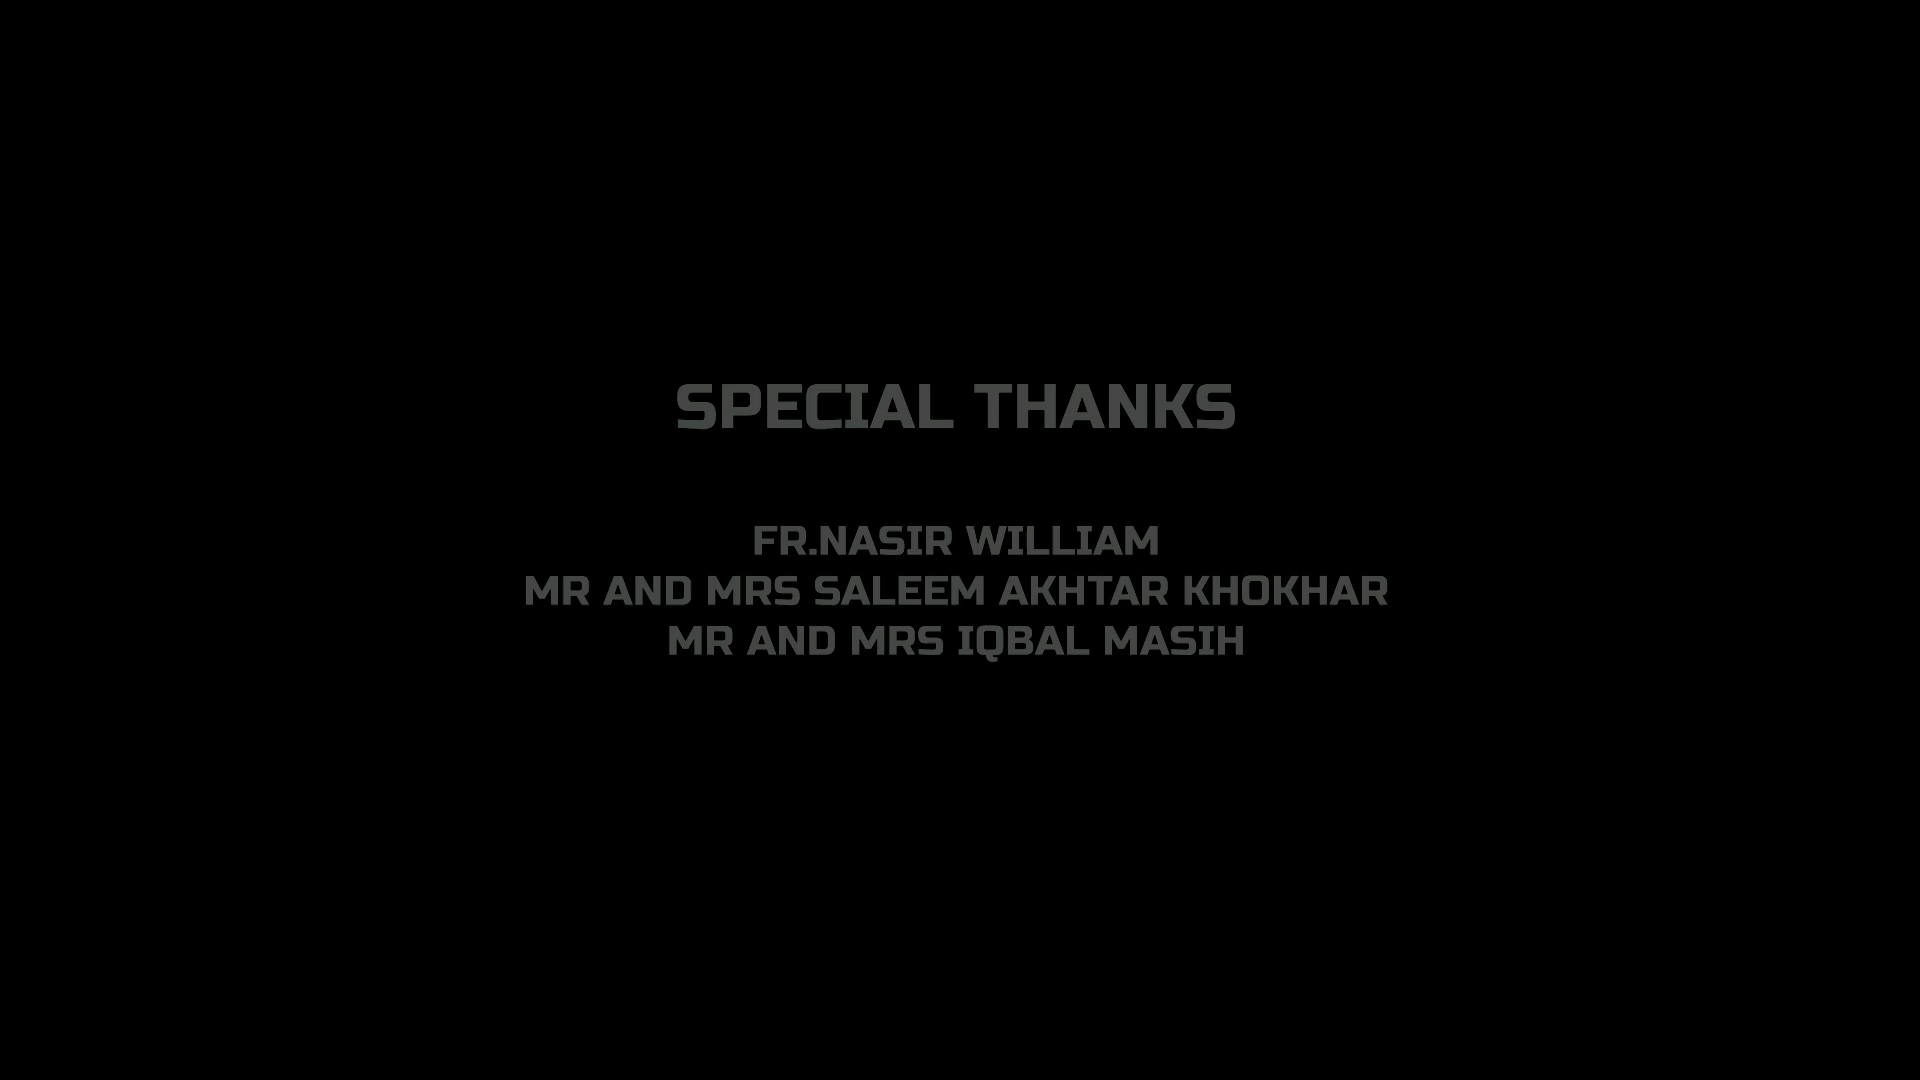 SPECIAL THANKS
FR.NASIR WILLIAM
MR AND MRS SALEEM AKHTAR KHOKHAR
MR AND MRS IQBAL MASIH